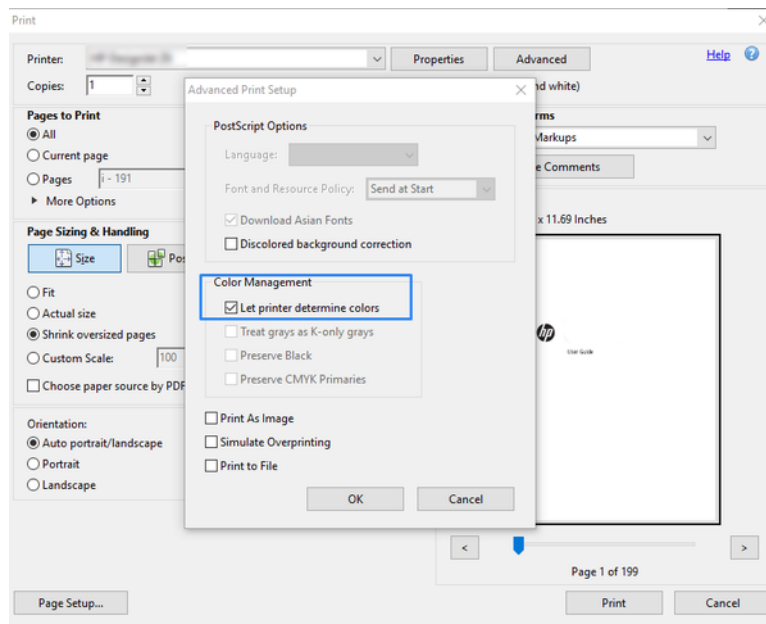 Print
Printer:
Properties
Advanced
Help
Copies: 1
nd white)
Pages to Print
All
Current page
Pages i - 191
More Options
Page Sizing & Handling
Size
Pos
Fit
Actual size
Shrink oversized pages
Custom Scale: 100
Choose paper source by PDF
Orientation:
Auto portrait/landscape
Portrait
Landscape
Page Setup...
Advanced Print Setup
PostScript Options
Language:
Font and Resource Policy: Send at Start
Download Asian Fonts
Discolored background correction
Color Management
Let printer determine colors
Treat grays as K-only grays
Preserve Black
Preserve CMYK Primaries
Print As Image
Simulate Overprinting
Print to File
OK
Cancel
rms
Markups
e Comments
x 11.69 Inches
hp
User Guide
<
>
Page 1 of 199
Print
Cancel